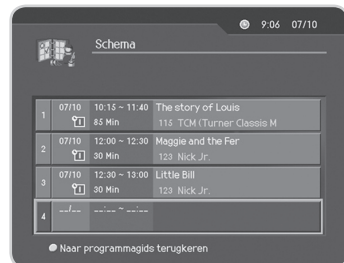 9:06 07/10
Schema
1 07/10 10:15 ~ 11:40 The story of Louis
85 Min 115 TCM (Turner Classis M
2 07/10 12:00 ~ 12:30 Maggie and the Fer
30 Min 123 Nick Jr.
3 07/10 12:30 ~ 13:00 Little Bill
30 Min 123 Nick Jr.
4 --/-- --:-- ~ --:--
Naar programmagids terugkeren